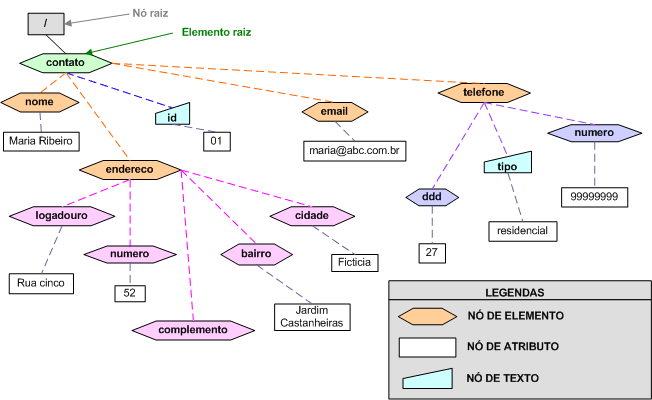 Nó raiz
/
Elemento raiz
contato
nome
Maria Ribeiro
id
01
email
maria@abc.com.br
telefone
numero
99999999
tipo
residencial
ddd
27
endereco
logadouro
Rua cinco
numero
52
complemento
bairro
Jardim
Castanheiras
cidade
Ficticia
LEGENDAS
NÓ DE ELEMENTO
NÓ DE ATRIBUTO
NÓ DE TEXTO